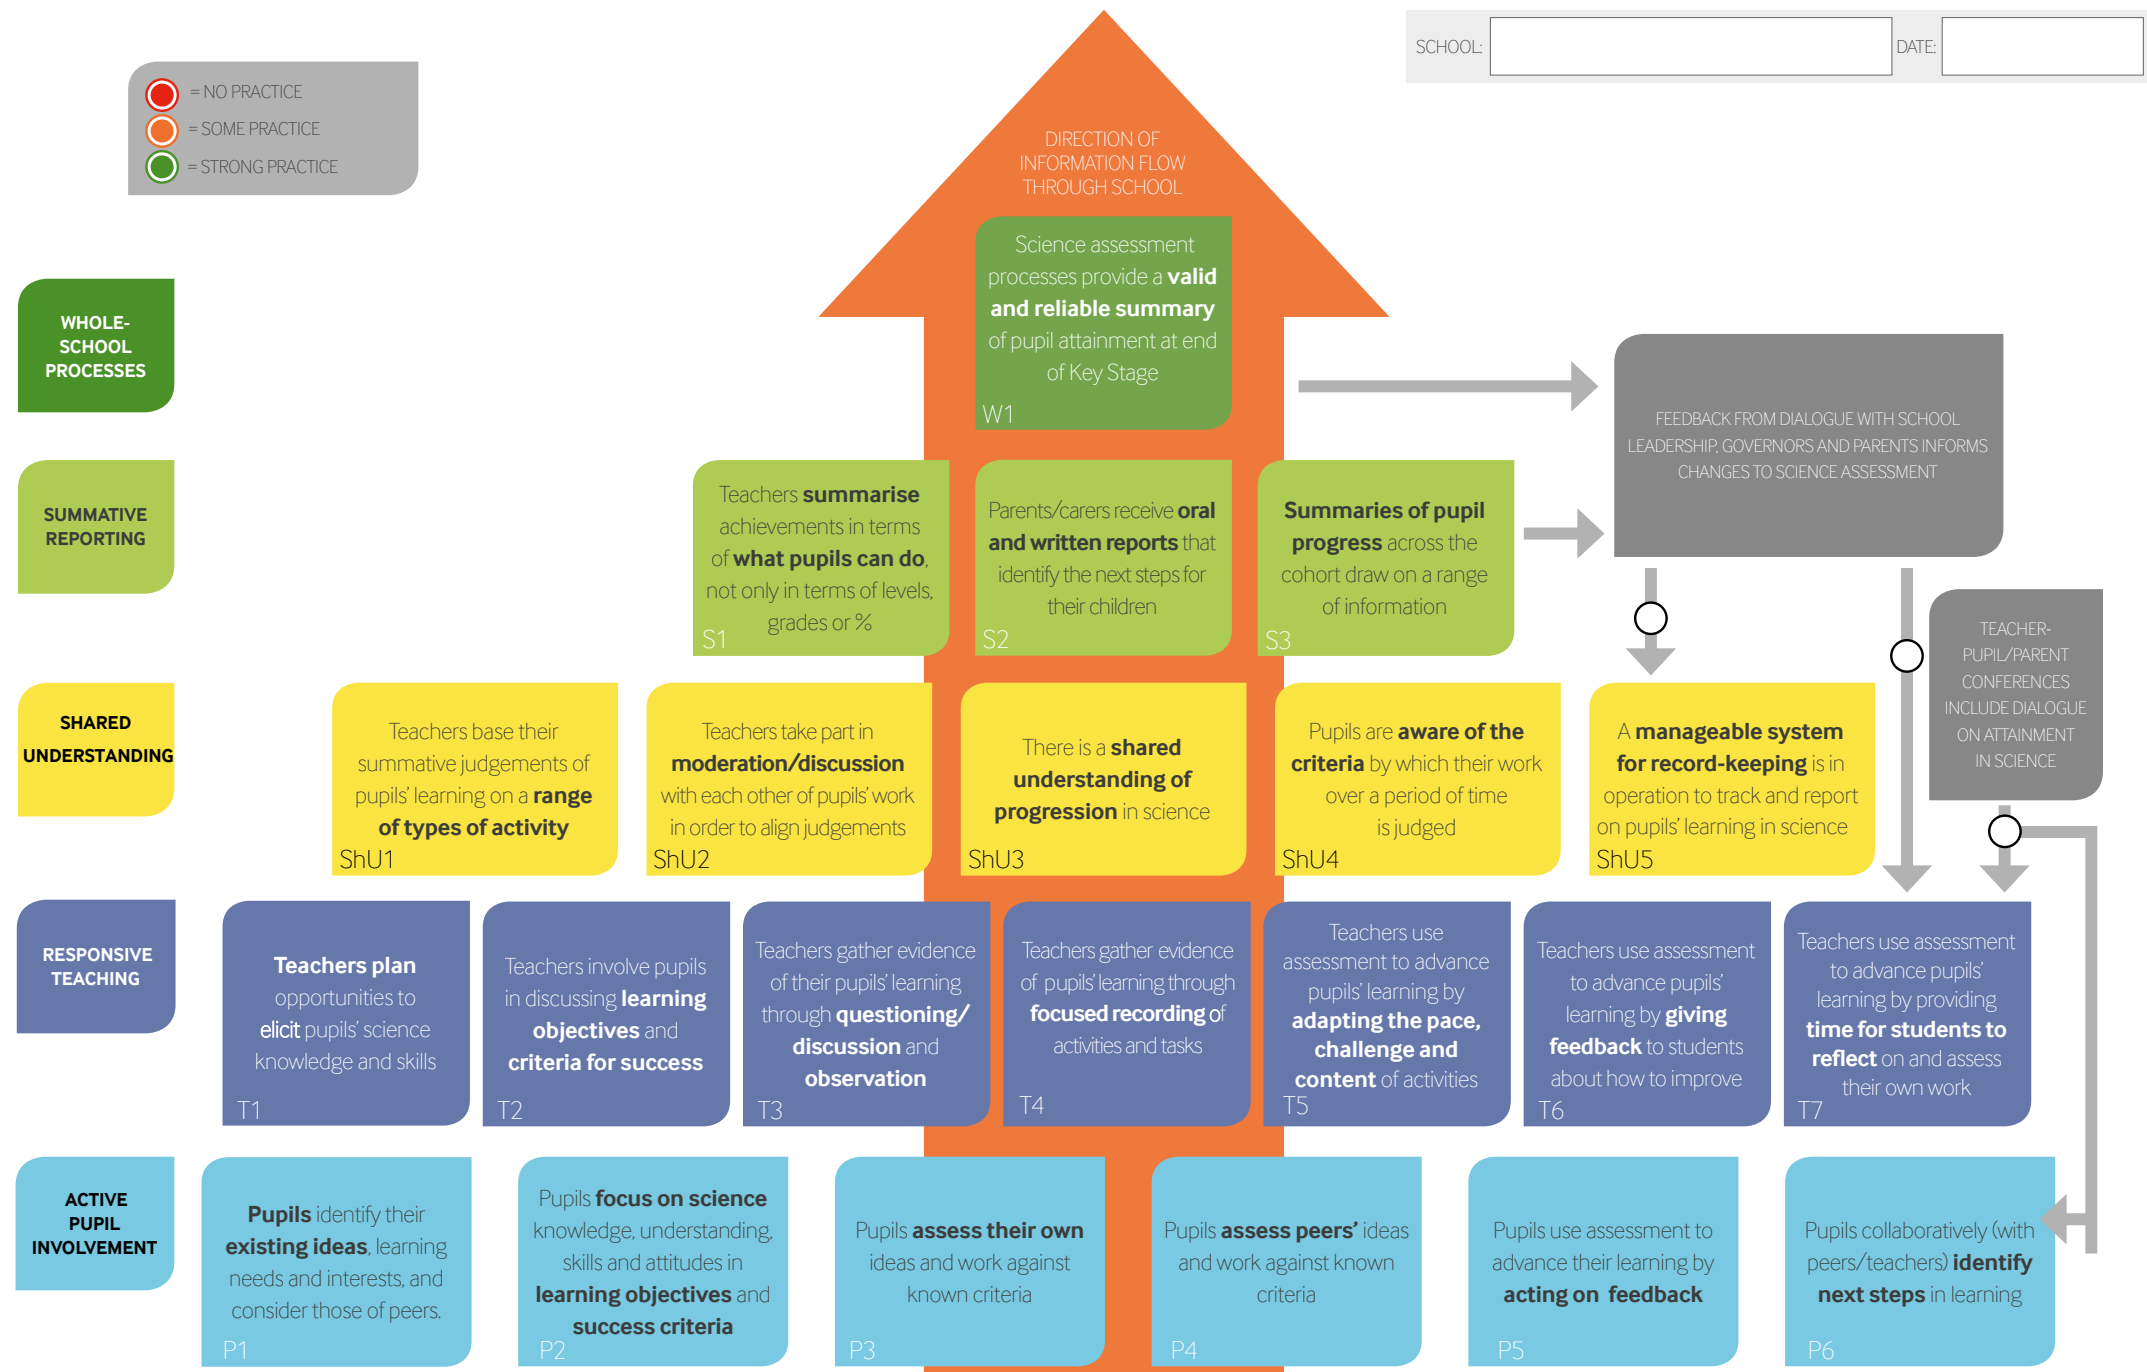 SCHOOL:
DATE:
= NO PRACTICE
= SOME PRACTICE
= STRONG PRACTICE
DIRECTION OF
INFORMATION FLOW
THROUGH SCHOOL
WHOLE-
SCHOOL
PROCESSES
Science assessment
processes provide a valid
and reliable summary
of pupil attainment at end
of Key Stage
W1
FEEDBACK FROM DIALOGUE WITH SCHOOL
LEADERSHIP, GOVERNORS AND PARENTS INFORMS
CHANGES TO SCIENCE ASSESSMENT
SUMMATIVE
REPORTING
Teachers summarise
achievements in terms
of what pupils can do,
not only in terms of levels,
grades or %
S1
Parents/carers receive oral
and written reports that
identify the next steps for
their children
S2
Summaries of pupil
progress across the
cohort draw on a range
of information
S3
TEACHER-
PUPIL/PARENT
CONFERENCES
INCLUDE DIALOGUE
ON ATTAINMENT
IN SCIENCE
SHARED
UNDERSTANDING
Teachers base their
summative judgements of
pupils' learning on a range
of types of activity
ShU1
Teachers take part in
moderation/discussion
with each other of pupils' work
in order to align judgements
ShU2
There is a shared
understanding of
progression in science
ShU3
Pupils are aware of the
criteria by which their work
over a period of time
is judged
ShU4
A manageable system
for record-keeping is in
operation to track and report
on pupils' learning in science
ShU5
RESPONSIVE
TEACHING
Teachers plan
opportunities to
elicit pupils' science
knowledge and skills
T1
Teachers involve pupils
in discussing learning
objectives and
criteria for success
T2
Teachers gather evidence
of their pupils' learning
through questioning/
discussion and
observation
T3
Teachers gather evidence
of pupils' learning through
focused recording of
activities and tasks
T4
Teachers use
assessment to advance
pupils' learning by
adapting the pace,
challenge and
content of activities
T5
Teachers use assessment
to advance pupils'
learning by giving
feedback to students
about how to improve
T6
Teachers use assessment
to advance pupils'
learning by providing
time for students to
reflect on and assess
their own work
T7
ACTIVE
PUPIL
INVOLVEMENT
Pupils identify their
existing ideas, learning
needs and interests, and
consider those of peers.
P1
Pupils focus on science
knowledge, understanding,
skills and attitudes in
learning objectives and
success criteria
P2
Pupils assess their own
ideas and work against
known criteria
P3
Pupils assess peers' ideas
and work against known
criteria
P4
Pupils use assessment to
advance their learning by
acting on feedback
P5
Pupils collaboratively (with
peers/teachers) identify
next steps in learning
P6